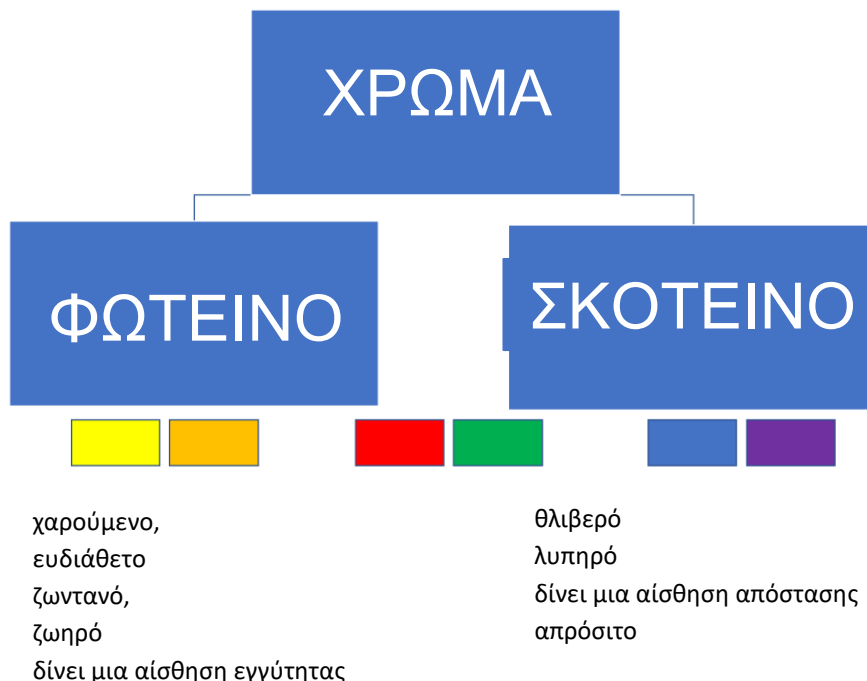 ΧΡΩΜΑ
ΦΩΤΕΙΝΟ
ΣΚΟΤΕΙΝΟ
χαρούμενο,
ευδιάθετο
ζωντανό,
ζωηρό
δίνει μια αίσθηση εγγύτητας
θλιβερό
λυπηρό
δίνει μια αίσθηση απόστασης
απρόσιτο